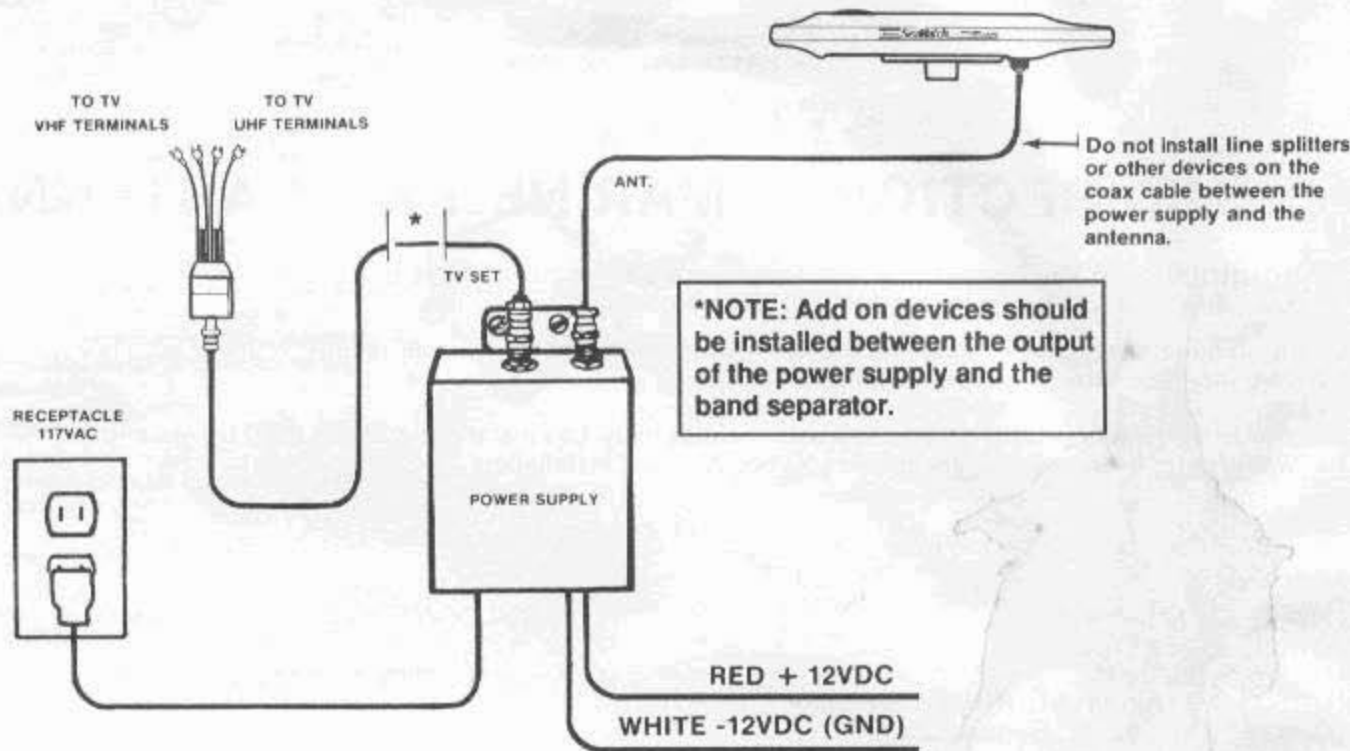 TO TV
VHF TERMINALS
TO TV
UHF TERMINALS
ANT.
Do not install line splitters
or other devices on the
coax cable between the
power supply and the
antenna.
*
TV SET
*NOTE: Add on devices should
be installed between the output
of the power supply and the
band separator.
RECEPTACLE
117VAC
POWER SUPPLY
RED + 12VDC
WHITE -12VDC (GND)